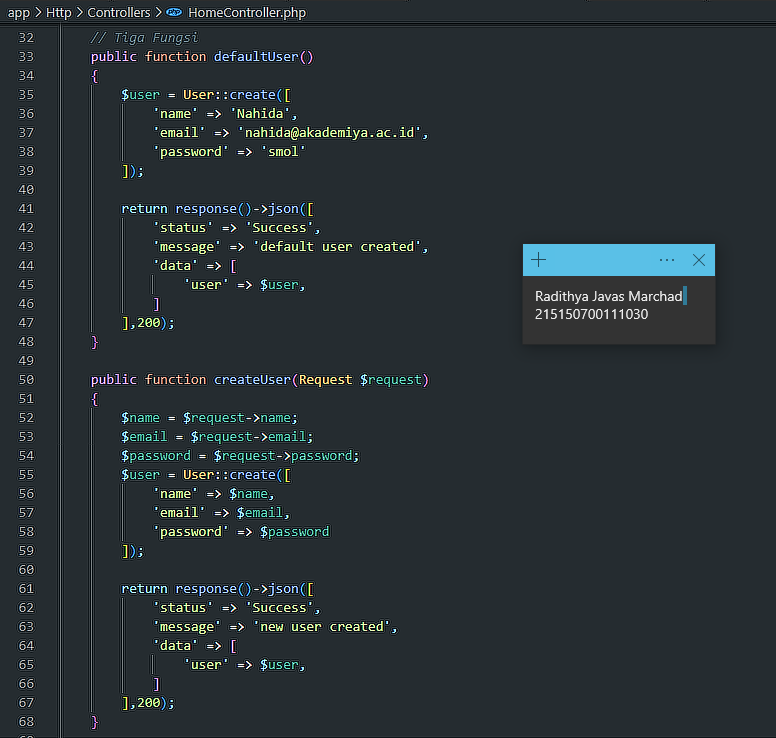 app > Http > Controllers > php HomeController.php
32 // Tiga Fungsi
33 public function defaultUser()
34 {
35 $user = User::create([
36 'name' => 'Nahida',
37 'email' => 'nahida@akademiya.ac.id',
38 'password' => 'smol'
39 ]);
40
41 return response()->json([
42 'status' => 'Success',
43 'message' => 'default user created',
44 'data' => [
45 'user' => $user,
46 ]
47 ],200);
48 }
49
50 public function createUser(Request $request)
51 {
52 $name = $request->name;
53 $email = $request->email;
54 $password = $request->password;
55 $user = User::create([
56 'name' => $name,
57 'email' => $email,
58 'password' => $password
59 ]);
60
61 return response()->json([
62 'status' => 'Success',
63 'message' => 'new user created',
64 'data' => [
65 'user' => $user,
66 ]
67 ],200);
68 }
Radithya Javas Marchad
215150700111030